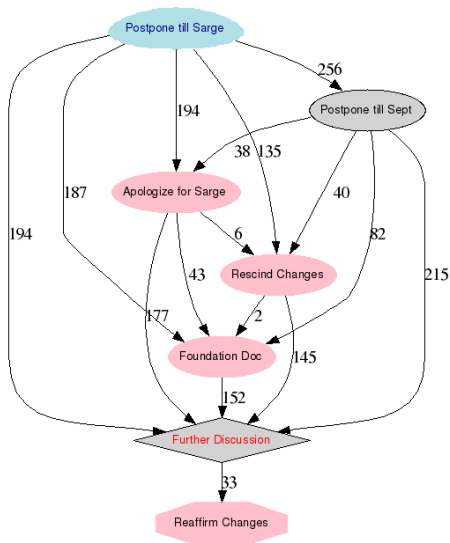 Postpone till Sarge
256
Postpone till Sept
194
38
135
Apologize for Sarge
187
40
194
6
82
43
Rescind Changes
215
177
2
Foundation Doc
145
152
Further Discussion
33
Reaffirm Changes